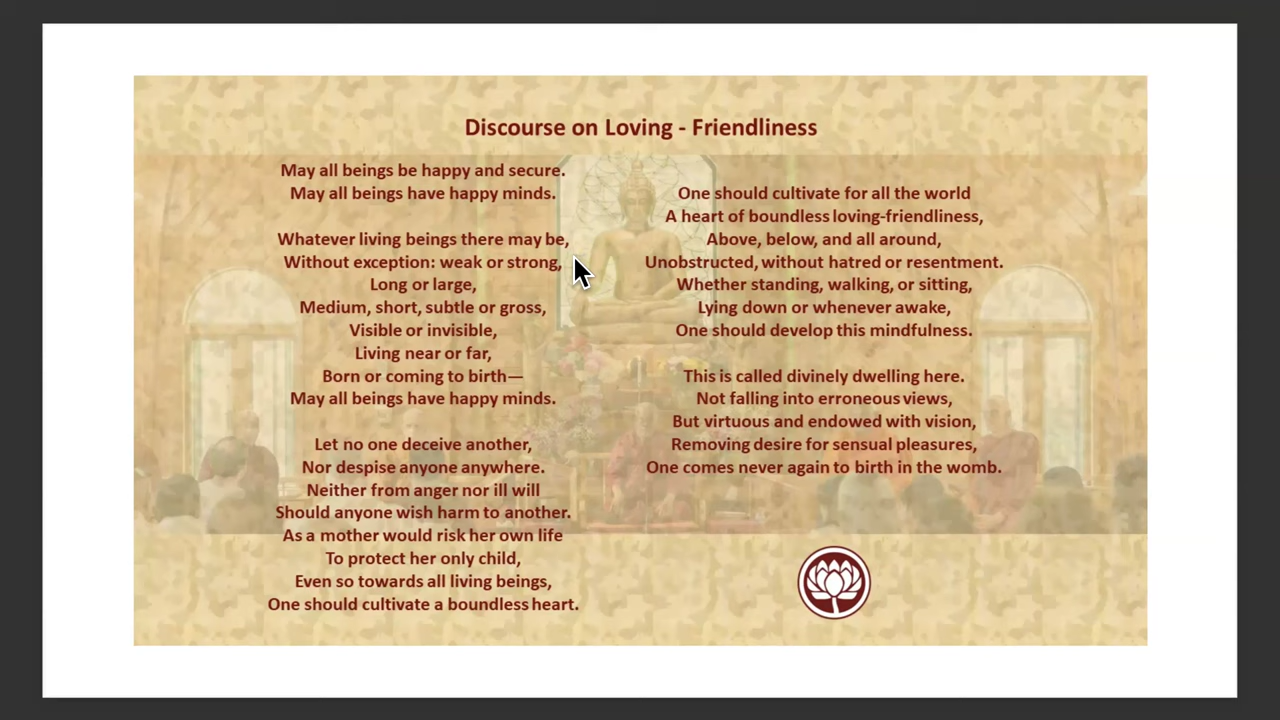 Discourse on Loving - Friendliness
May all beings be happy and secure.
May all beings have happy minds.
Whatever living beings there may be,
Without exception: weak or strong,
Long or large,
Medium, short, subtle or gross,
Visible or invisible,
Living near or far,
Born or coming to birth—
May all beings have happy minds.
Let no one deceive another,
Nor despise anyone anywhere.
Neither from anger nor ill will
Should anyone wish harm to another.
As a mother would risk her own life
To protect her only child,
Even so towards all living beings,
One should cultivate a boundless heart.
One should cultivate for all the world
A heart of boundless loving-friendliness,
Above, below, and all around,
Unobstructed, without hatred or resentment.
Whether standing, walking, or sitting,
Lying down or whenever awake,
One should develop this mindfulness.
This is called divinely dwelling here.
Not falling into erroneous views,
But virtuous and endowed with vision,
Removing desire for sensual pleasures,
One comes never again to birth in the womb.